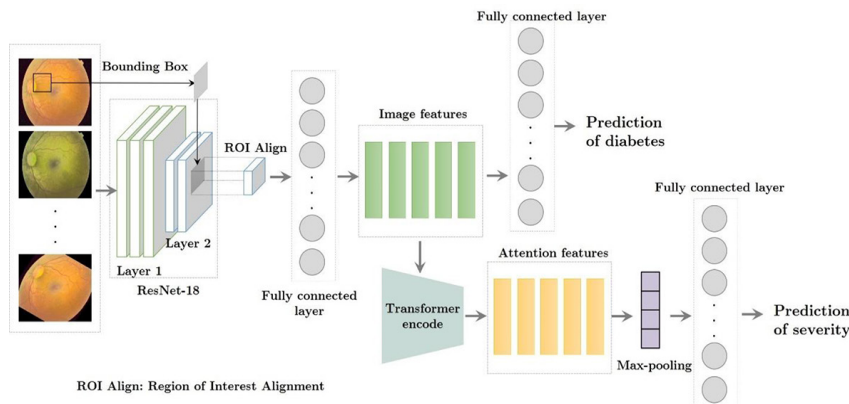 Fully connected layer
Bounding Box
Image features
Prediction
of diabetes
ROI Align
Fully connected layer
Layer 2
Layer 1
ResNet-18
Attention features
Fully connected
layer
Transformer
encode
Prediction
of severity
Max-pooling
ROI Align: Region of Interest Alignment